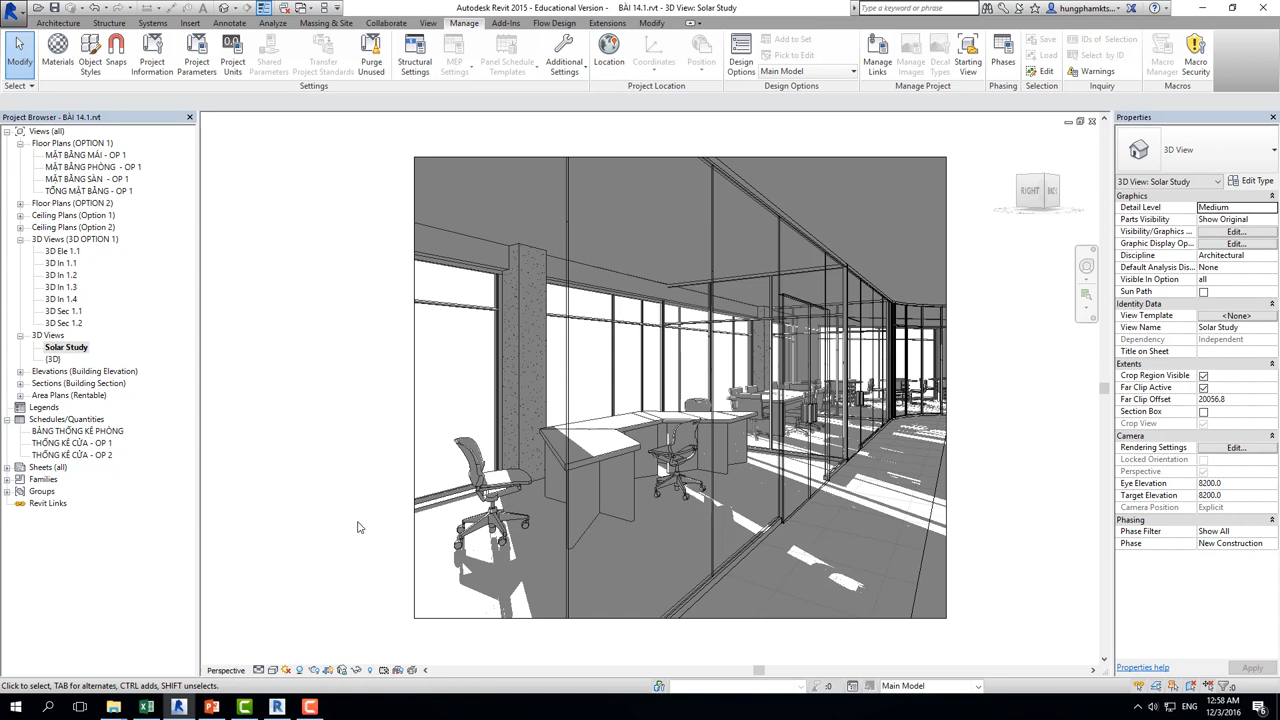 Autodesk Revit 2015 - Educational Version - BÀI 14.1.rvt - 3D View: Solar Study
Type a keyword or phrase
hungphamkts...
Architecture Structure Systems Insert Annotate Analyze Massing & Site Collaborate View Manage Add-Ins Flow Design Extensions Modify
Modify
Materials
Object Styles
Snaps
Project Information
Project Parameters
Project Units
Shared Parameters
Transfer Project Standards
Purge Unused
Structural Settings
MEP Settings
Panel Schedule Templates
Additional Settings
Location
Coordinates
Position
Design Options
Add to Set
Pick to Edit
Main Model
Manage Links
Manage Images
Decal Types
Starting View
Phases
Save
Load
Edit
IDs of Selection
Select by ID
Warnings
Macro Manager
Macro Security
Select Settings Project Location Design Options Manage Project Phasing Selection Inquiry Macros
Project Browser - BÀI 14.1.rvt
Views (all)
Floor Plans (OPTION 1)
MẶT BẰNG MÁI - OP 1
MẶT BẰNG PHÒNG - OP 1
MẶT BẰNG SÀN - OP 1
TỔNG MẶT BẰNG - OP 1
Floor Plans (OPTION 2)
Ceiling Plans (Option 1)
Ceiling Plans (Option 2)
3D Views (3D OPTION 1)
3D Ele 1.1
3D In 1.1
3D In 1.2
3D In 1.3
3D In 1.4
3D Sec 1.1
3D Sec 1.2
3D Views
Solar Study
{3D}
Elevations (Building Elevation)
Sections (Building Section)
Area Plans (Rentable)
Legends
Schedules/Quantities
BẢNG THỐNG KÊ PHÒNG
THỐNG KÊ CỬA - OP 1
THỐNG KÊ CỬA - OP 2
Sheets (all)
Families
Groups
Revit Links
RIGHT BACK
Properties
3D View
3D View: Solar Study Edit Type
Graphics
Detail Level Medium
Parts Visibility Show Original
Visibility/Graphics ... Edit...
Graphic Display Op... Edit...
Discipline Architectural
Default Analysis Dis... None
Visible In Option all
Sun Path
Identity Data
View Template <None>
View Name Solar Study
Dependency Independent
Title on Sheet
Extents
Crop Region Visible
Far Clip Active
Far Clip Offset 20056.8
Section Box
Crop View
Camera
Rendering Settings Edit...
Locked Orientation
Perspective
Eye Elevation 8200.0
Target Elevation 8200.0
Camera Position Explicit
Phasing
Phase Filter Show All
Phase New Construction
Properties help Apply
Perspective
Click to select, TAB for alternates, CTRL adds, SHIFT unselects.
:0
Main Model
:0
ENG
12:58 AM
12/3/2016